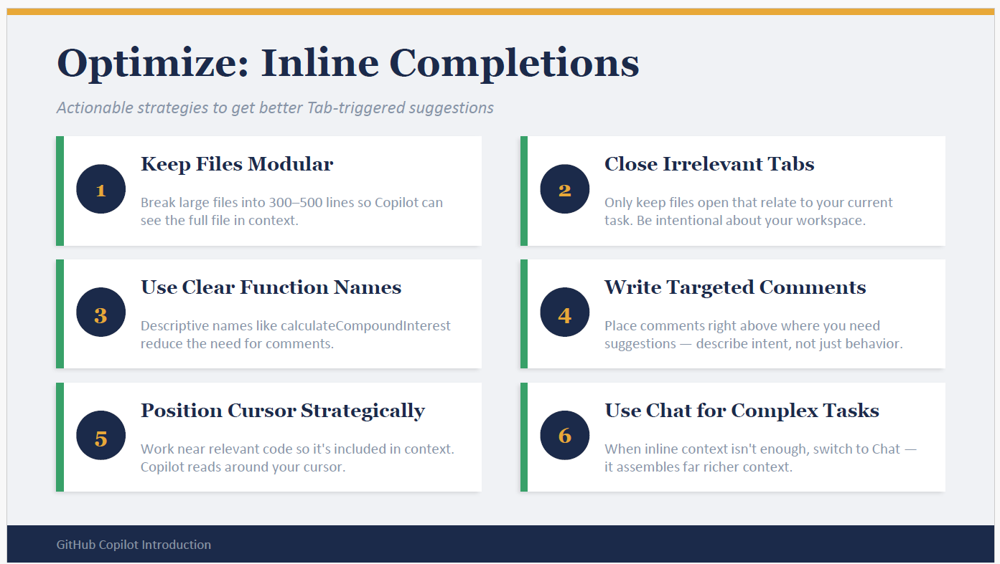 Optimize: Inline Completions
Actionable strategies to get better Tab-triggered suggestions
1
Keep Files Modular
Break large files into 300–500 lines so Copilot can
see the full file in context.
2
Close Irrelevant Tabs
Only keep files open that relate to your current
task. Be intentional about your workspace.
3
Use Clear Function Names
Descriptive names like calculateCompoundInterest
reduce the need for comments.
4
Write Targeted Comments
Place comments right above where you need
suggestions — describe intent, not just behavior.
5
Position Cursor Strategically
Work near relevant code so it's included in context.
Copilot reads around your cursor.
6
Use Chat for Complex Tasks
When inline context isn't enough, switch to Chat —
it assembles far richer context.
GitHub Copilot Introduction